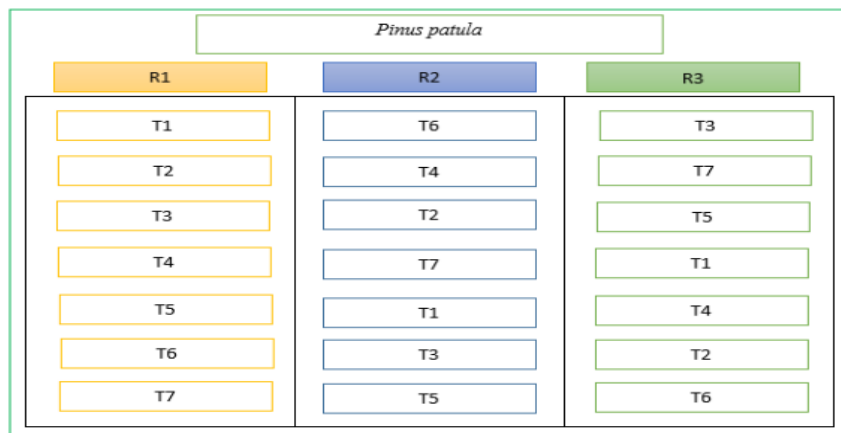 Pinus patula
R1 R2 R3
T1 T6 T3
T2 T4 T7
T3 T2 T5
T4 T7 T1
T5 T1 T4
T6 T3 T2
T7 T5 T6